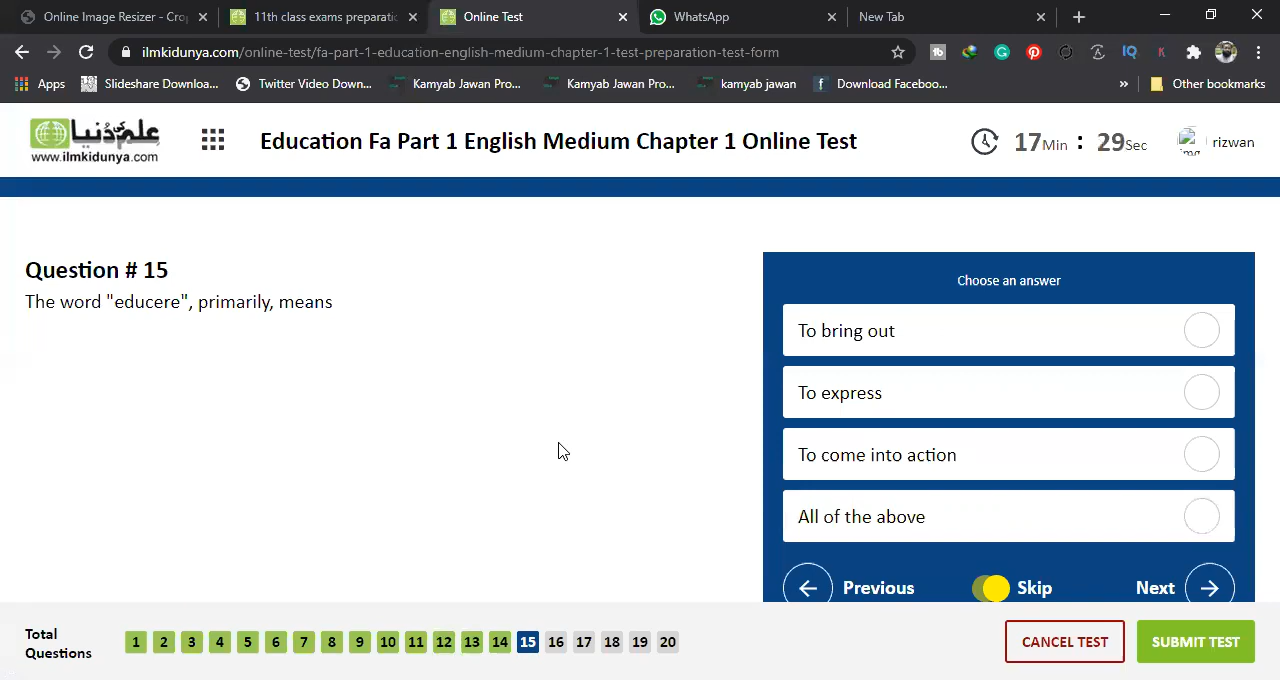 Online Image Resizer - Crop
11th class exams preparatio
Online Test
WhatsApp
New Tab
ilmkidunya.com/online-test/fa-part-1-education-english-medium-chapter-1-test-preparation-test-form
Apps
Slideshare Downloa...
Twitter Video Down...
Kamyab Jawan Pro...
Kamyab Jawan Pro...
kamyab jawan
Download Faceboo...
»
Other bookmarks
علم کی دنیا
www.ilmkidunya.com
Education Fa Part 1 English Medium Chapter 1 Online Test
17Min : 29Sec
img
rizwan
Question # 15
The word "educere", primarily, means
Choose an answer
To bring out
To express
To come into action
All of the above
Previous
Skip
Next
Total Questions
1 2 3 4 5 6 7 8 9 10 11 12 13 14 15 16 17 18 19 20
CANCEL TEST
SUBMIT TEST